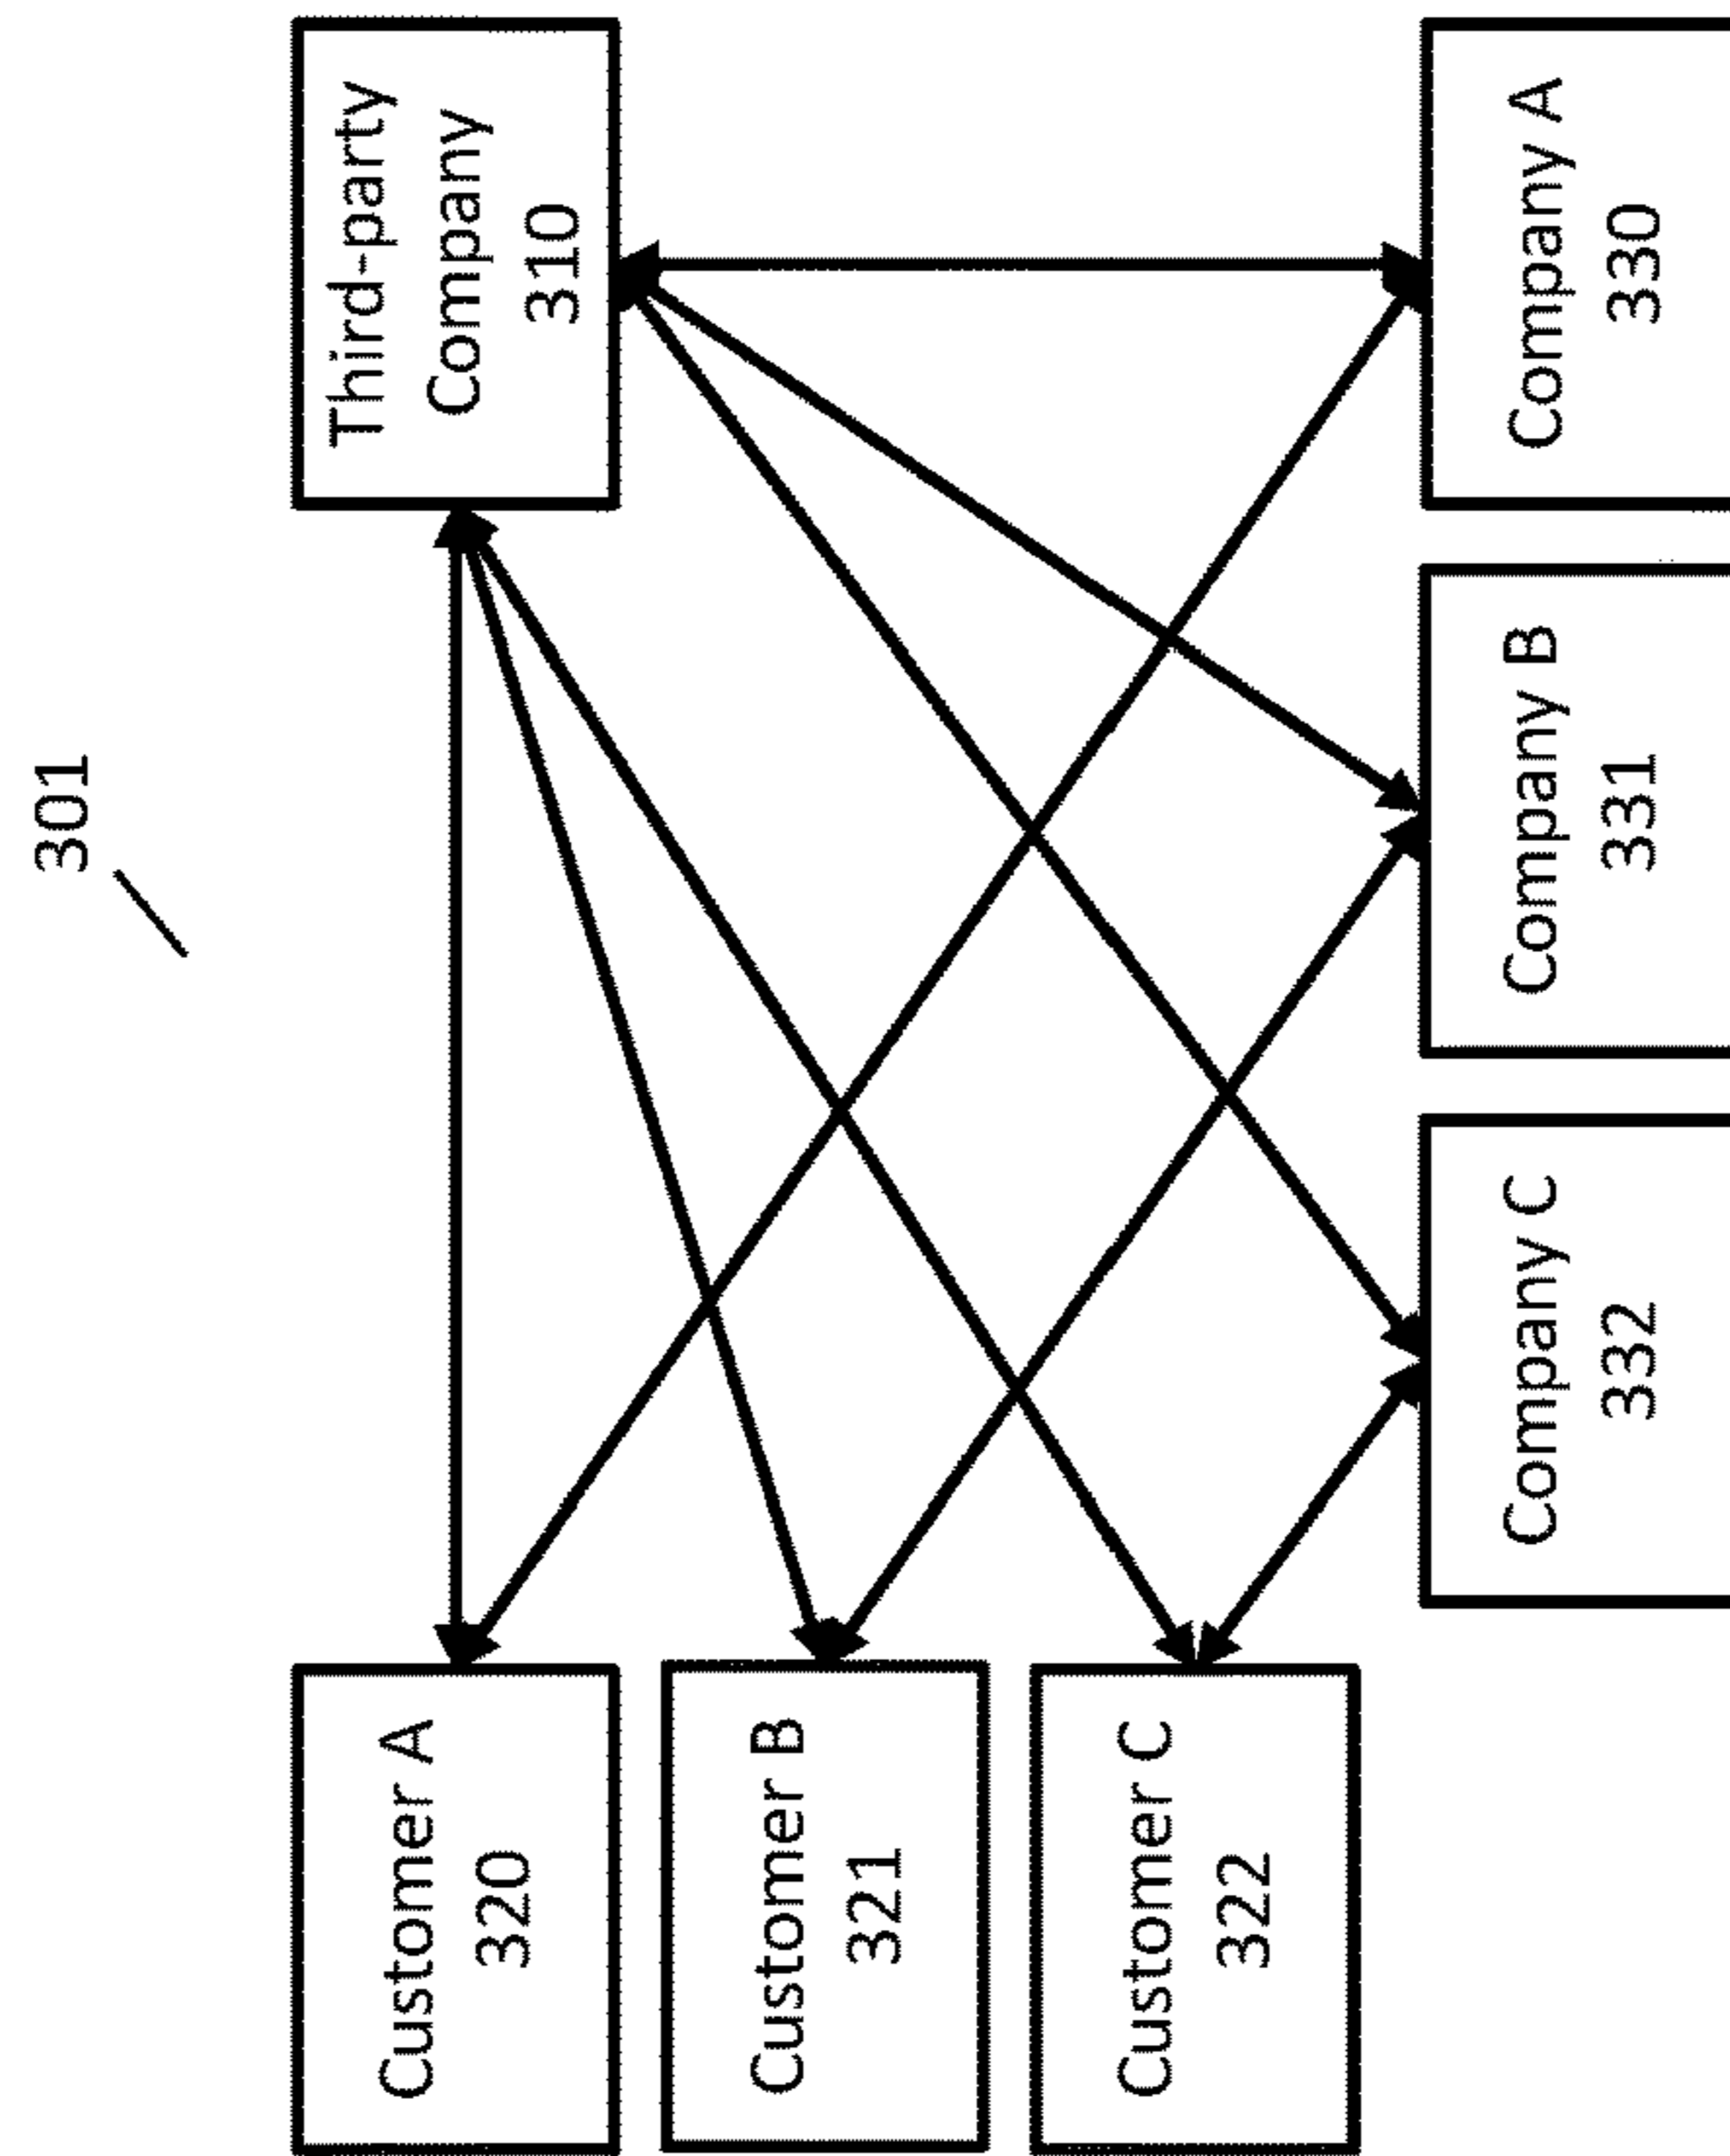 301
Customer A
320
Third-party
Company
310
Customer B
321
Customer C
322
Company C
332
Company B
331
Company A
330